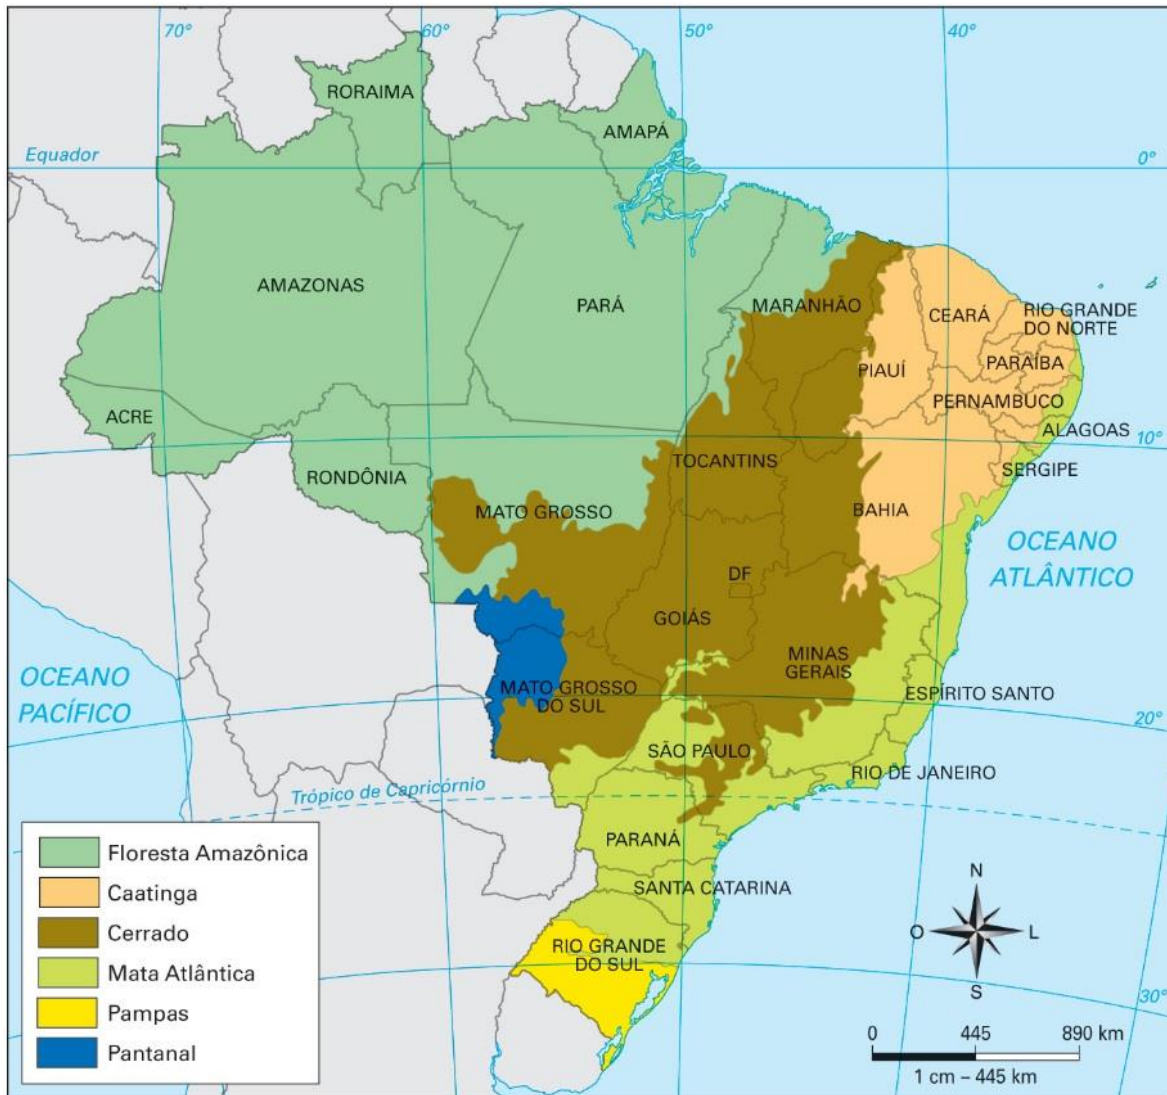 70°
60°
50°
40°
RORAIMA
AMAPÁ
Equador
0°
AMAZONAS
PARÁ
MARANHÃO
CEARÁ
RIO GRANDE
DO NORTE
PIAUÍ
PARAÍBA
ACRE
PERNAMBUCO
ALAGOAS
10°
TOCANTINS
SERGIPE
RONDÔNIA
MATO GROSSO
BAHIA
OCEANO
ATLÂNTICO
DF
GOIÁS
MINAS
GERAIS
OCEANO
PACÍFICO
MATO GROSSO
DO SUL
ESPÍRITO SANTO
20°
SÃO PAULO
RIO DE JANEIRO
Trópico de Capricórnio
PARANÁ
SANTA CATARINA
RIO GRANDE
DO SUL
30°
Floresta Amazônica
Caatinga
Cerrado
Mata Atlântica
Pampas
Pantanal
N
O
L
S
0 445 890 km
1 cm – 445 km